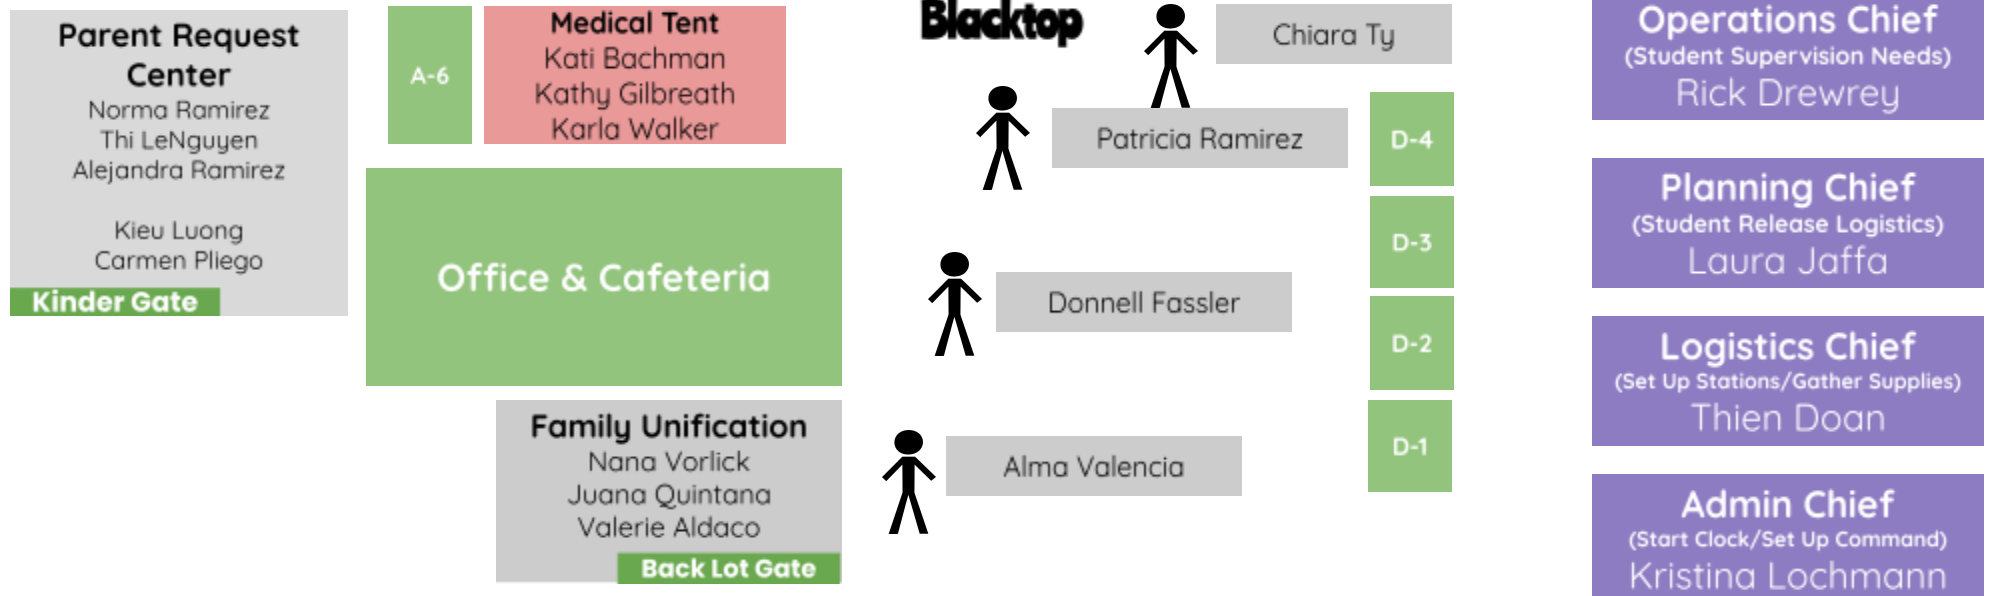 Parent Request
Center
Norma Ramirez
Thi LeNguyen
Alejandra Ramirez
Kieu Luong
Carmen Pliego
Kinder Gate
A-6
Medical Tent
Kati Bachman
Kathy Gilbreath
Karla Walker
Office & Cafeteria
Family Unification
Nana Vorlick
Juana Quintana
Valerie Aldaco
Back Lot Gate
Blacktop
Chiara Ty
Patricia Ramirez
Donnell Fassler
Alma Valencia
D-4
D-3
D-2
D-1
Operations Chief
(Student Supervision Needs)
Rick Drewrey
Planning Chief
(Student Release Logistics)
Laura Jaffa
Logistics Chief
(Set Up Stations/Gather Supplies)
Thien Doan
Admin Chief
(Start Clock/Set Up Command)
Kristina Lochmann